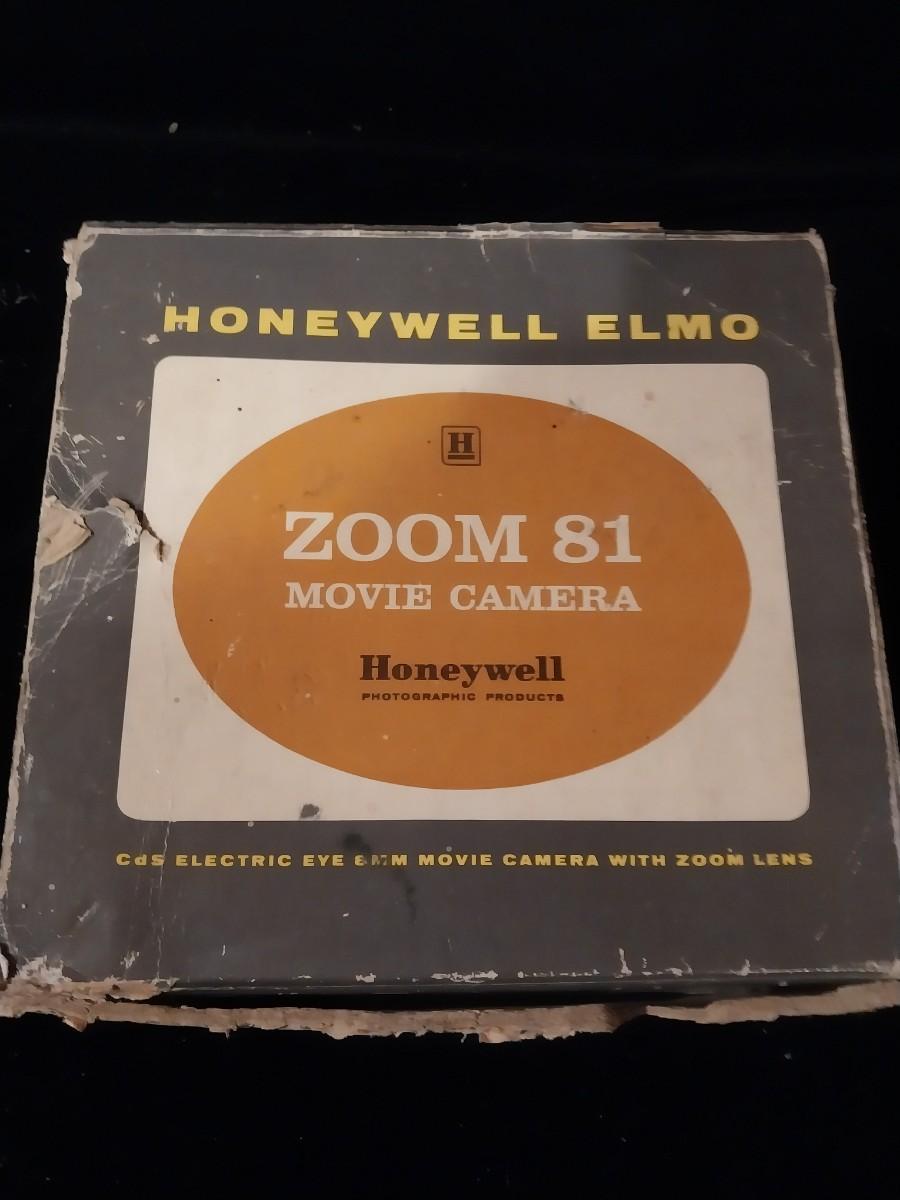 HONEYWELL ELMO
H
ZOOM 81
MOVIE CAMERA
Honeywell
PHOTOGRAPHIC PRODUCTS
CdS ELECTRIC EYE 8MM MOVIE CAMERA WITH ZOOM LENS